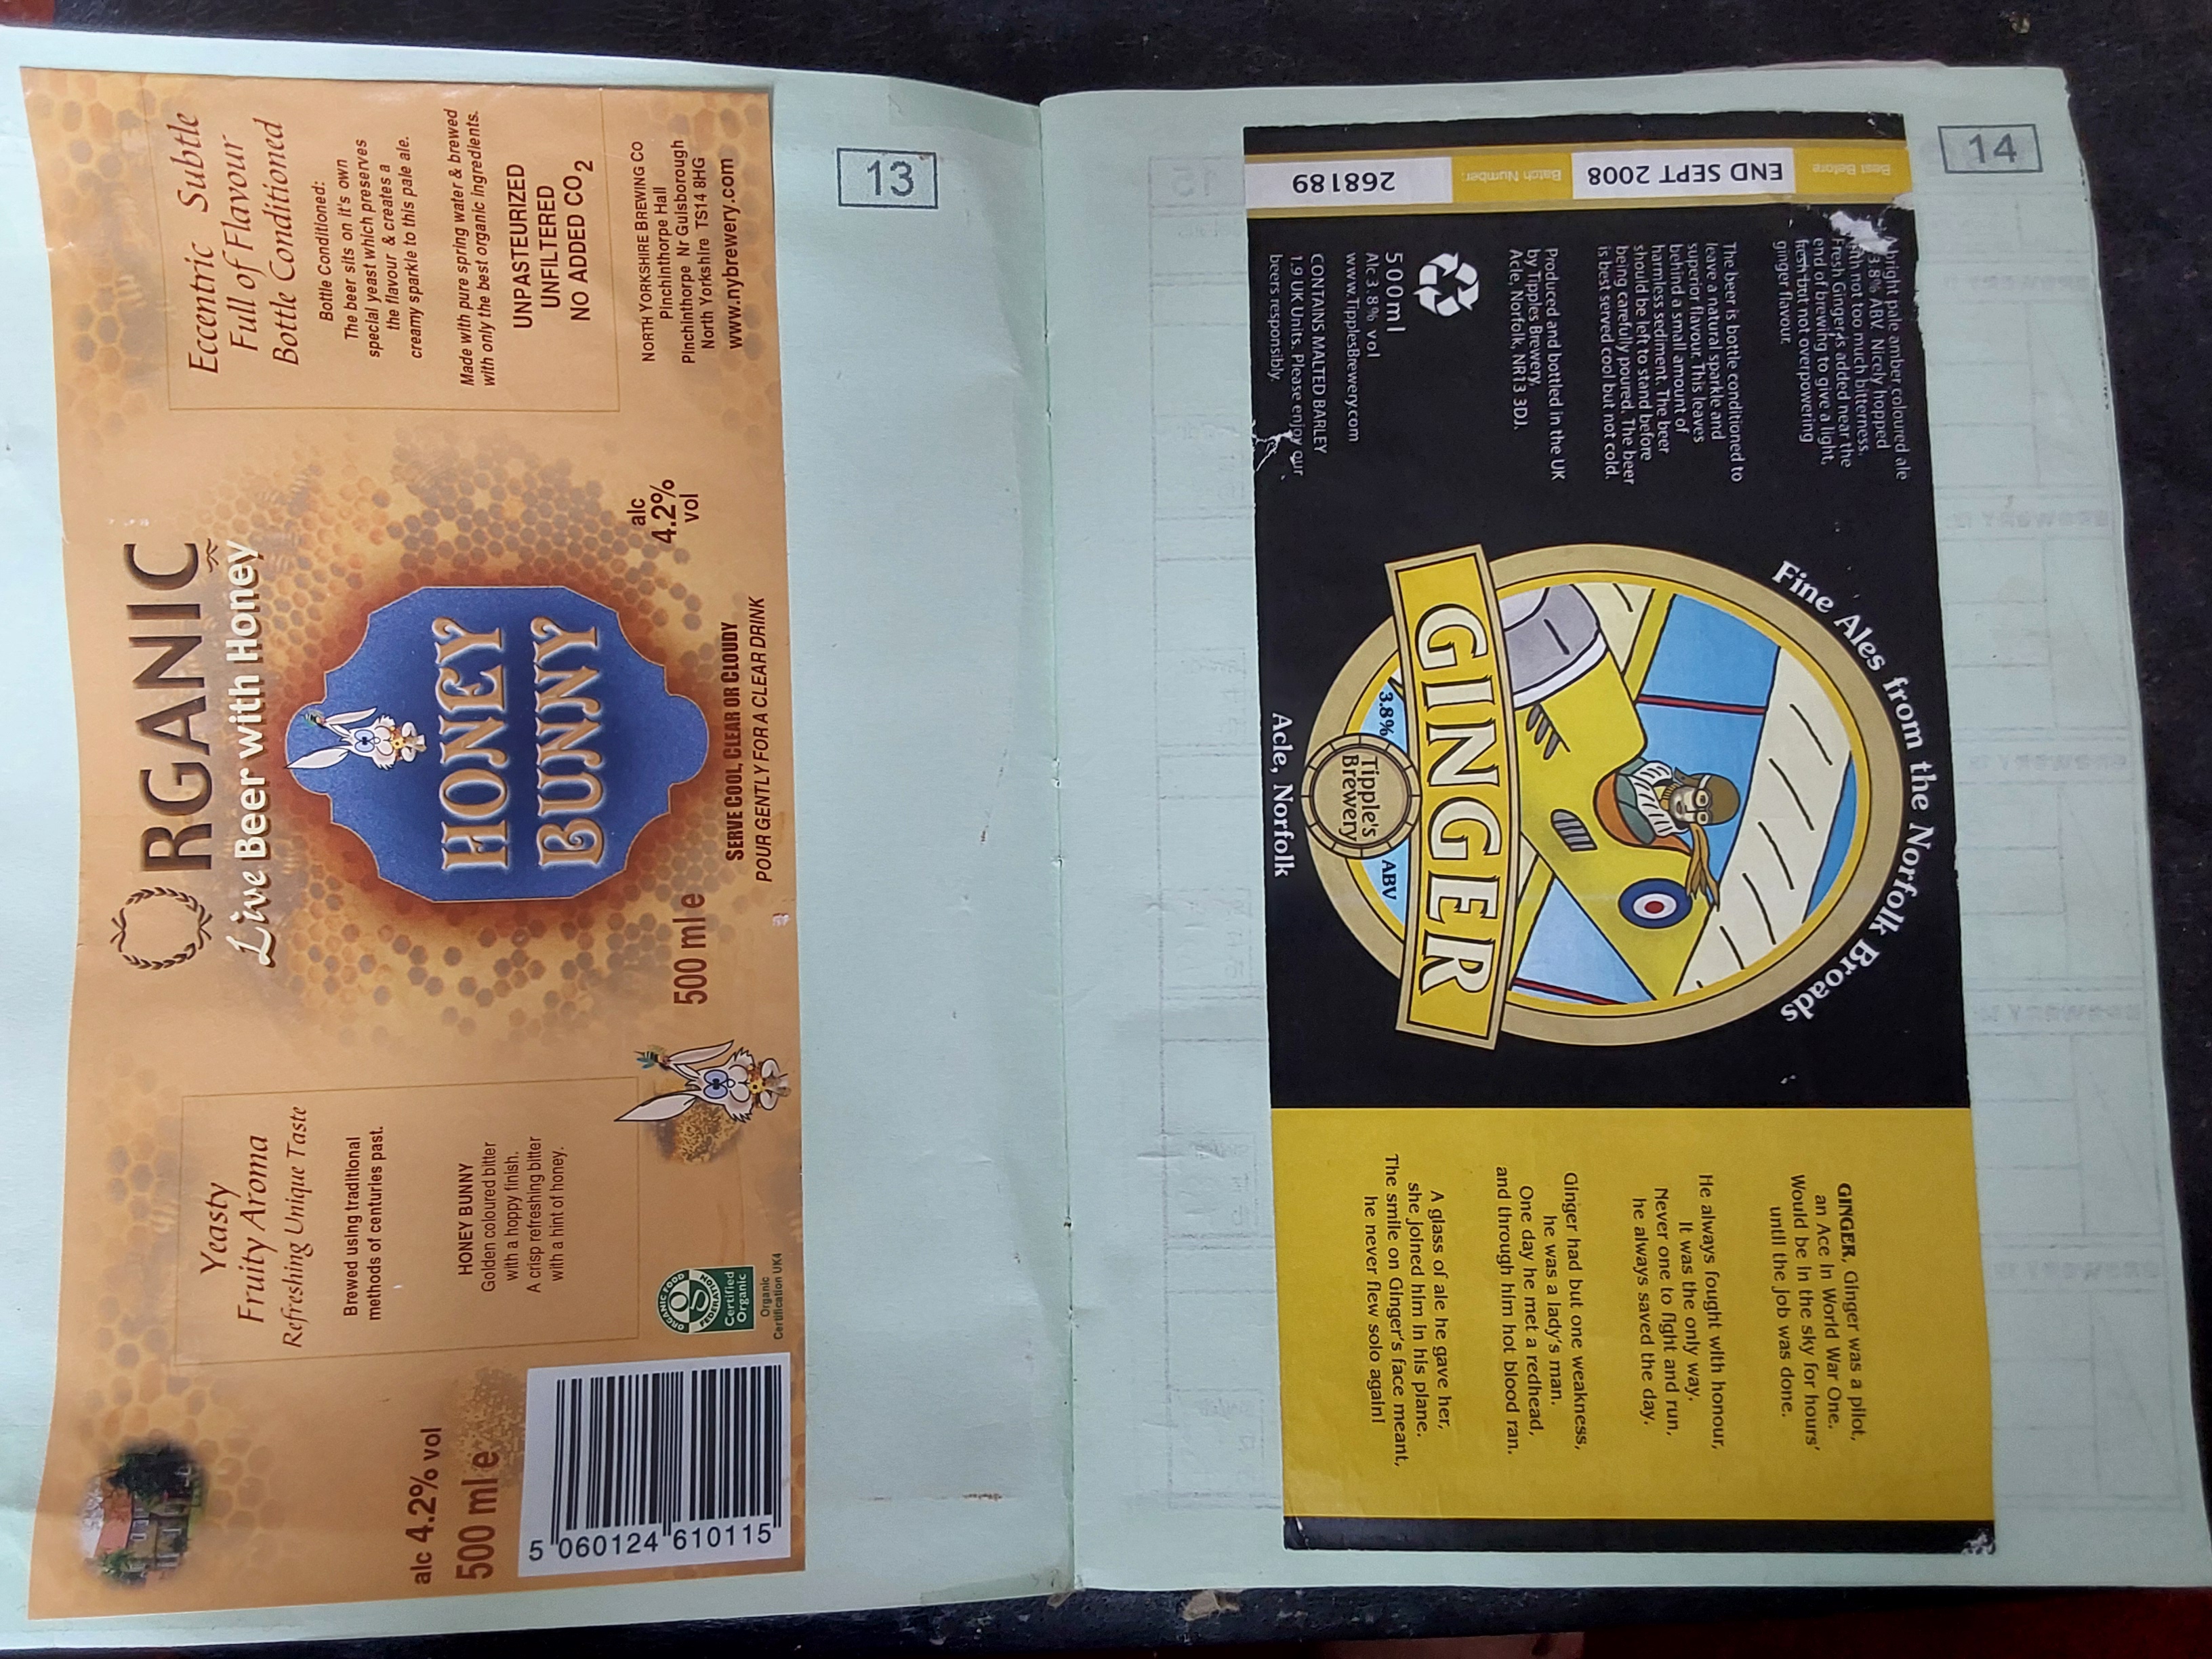 13
Yeasty
Fruity Aroma
Refreshing Unique Taste
Brewed using traditional
methods of centuries past.
HONEY BUNNY
Golden coloured bitter
with a hoppy finish.
A crisp refreshing bitter
with a hint of honey.
alc 4.2% vol
500 ml e
5 060124 610115
ORGANIC FOOD
FEDERATION
Certified
Organic
Organic
Certification UK4
ORGANIC
Live Beer with Honey
HONEY
BUNNY
500 ml e
alc
4.2%
vol
SERVE COOL, CLEAR OR CLOUDY
POUR GENTLY FOR A CLEAR DRINK
Eccentric Subtle
Full of Flavour
Bottle Conditioned
Bottle Conditioned:
The beer sits on it's own
special yeast which preserves
the flavour & creates a
creamy sparkle to this pale ale.
Made with pure spring water & brewed
with only the best organic ingredients.
UNPASTEURIZED
UNFILTERED
NO ADDED CO2
NORTH YORKSHIRE BREWING CO
Pinchinthorpe Hall
Pinchinthorpe Nr Guisborough
North Yorkshire TS14 8HG
www.nybrewery.com
14
Best Before
END SEPT 2008
Batch Number:
268189
bright pale amber coloured ale
3.8% ABV. Nicely hopped
with not too much bitterness.
Fresh Ginger is added near the
end of brewing to give a light,
fresh but not overpowering
ginger flavour.
The beer is bottle conditioned to
leave a natural sparkle and
superior flavour. This leaves
behind a small amount of
harmless sediment. The beer
should be left to stand before
being carefully poured. The beer
is best served cool but not cold.
Produced and bottled in the UK
by Tipples Brewery,
Acle, Norfolk, NR13 3DJ.
500ml
Alc 3.8% vol
www.TipplesBrewery.com
CONTAINS MALTED BARLEY
1.9 UK Units. Please enjoy our
beers responsibly.
Fine Ales from the Norfolk Broads
GINGER
3.8% ABV
Tipple's
Brewery
Acle, Norfolk
GINGER, Ginger was a pilot,
an Ace in World War One.
Would be in the sky for hours'
until the job was done.
He always fought with honour,
It was the only way.
Never one to fight and run,
he always saved the day.
Ginger had but one weakness,
he was a lady's man.
One day he met a redhead,
and through him hot blood ran.
A glass of ale he gave her,
she joined him in his plane.
The smile on Ginger's face meant,
he never flew solo again!